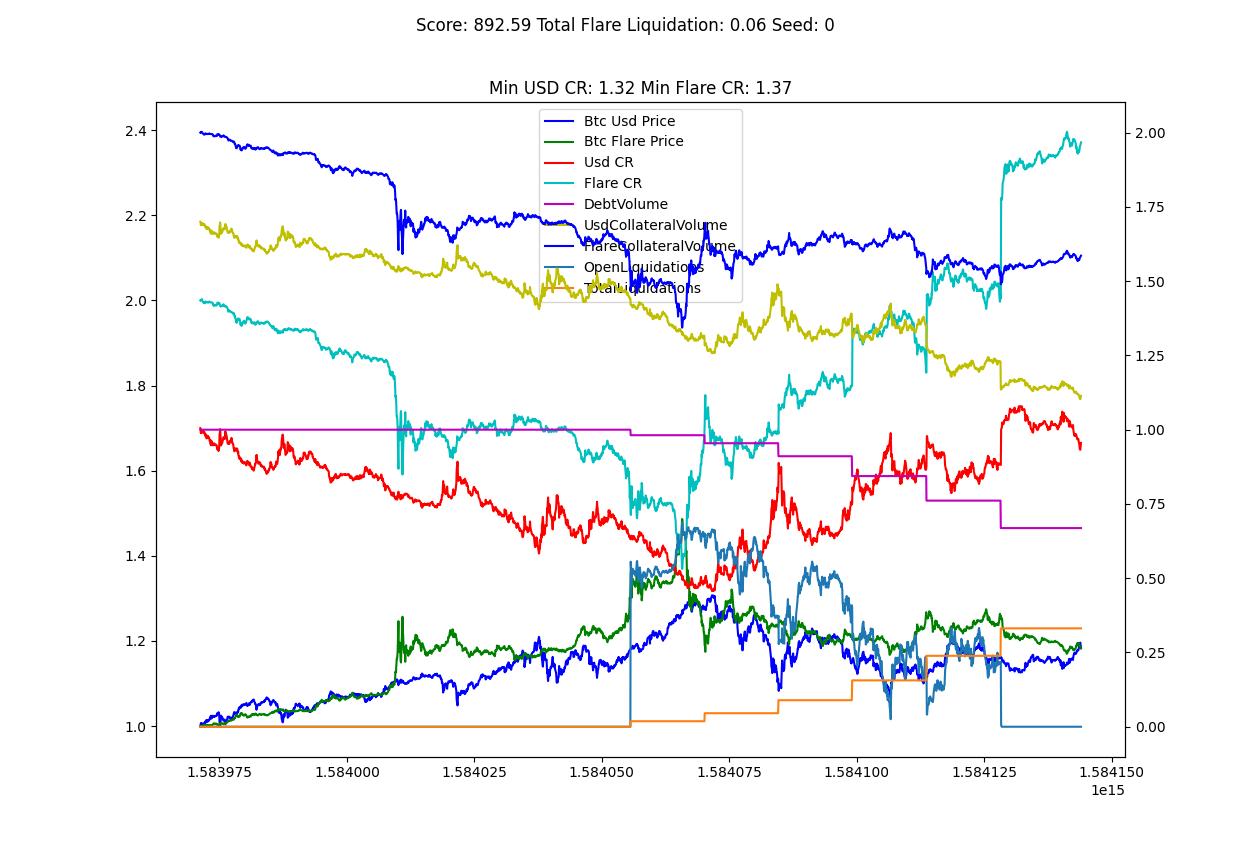 Score: 892.59 Total Flare Liquidation: 0.06 Seed: 0
Min USD CR: 1.32 Min Flare CR: 1.37
Btc Usd Price
Btc Flare Price
Usd CR
Flare CR
DebtVolume
UsdCollateralVolume
FlareCollateralVolume
OpenLiquidations
TotalLiquidations
2.4
2.2
2.0
1.8
1.6
1.4
1.2
1.0
2.00
1.75
1.50
1.25
1.00
0.75
0.50
0.25
0.00
1.583975 1.584000 1.584025 1.584050 1.584075 1.584100 1.584125 1.584150
1e15